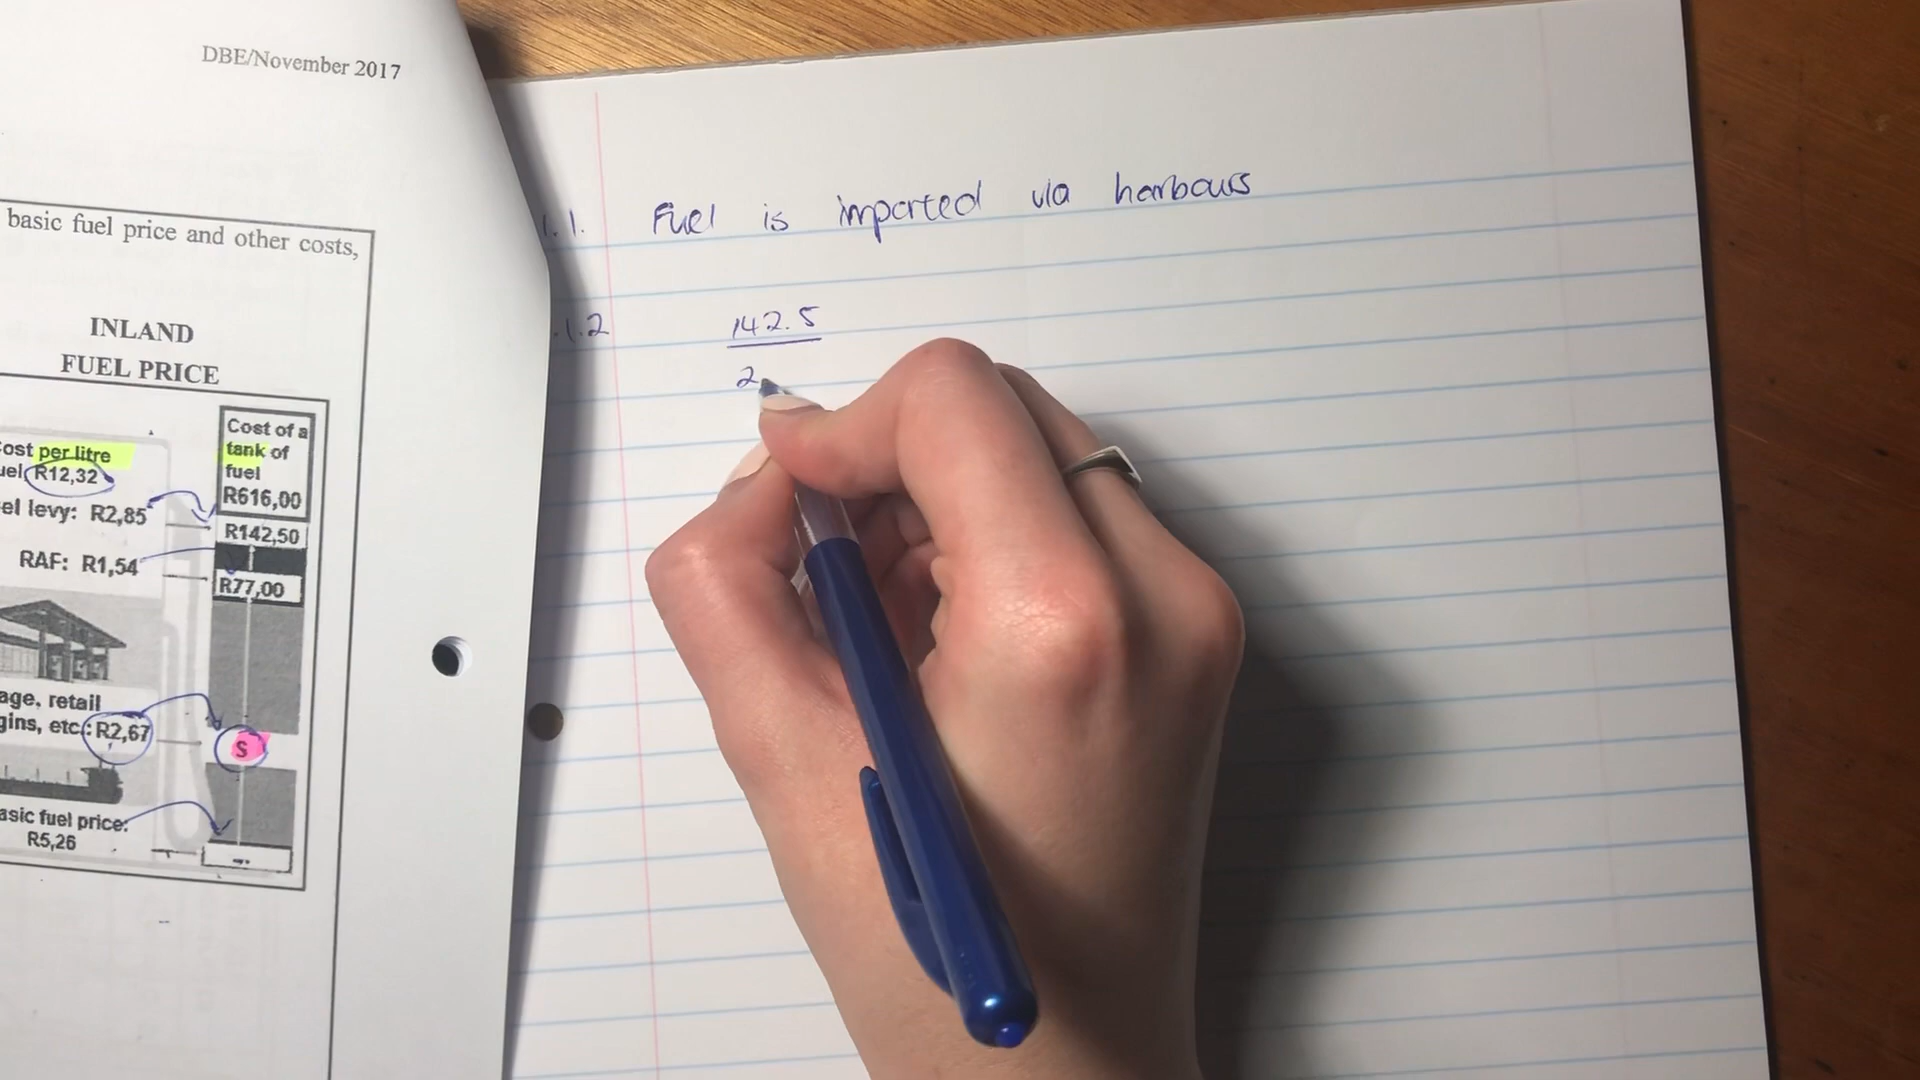 DBE/November 2017
basic fuel price and other costs,
INLAND
FUEL PRICE
ost per litre
uel R12,32
el levy: R2,85
RAF: R1,54
age, retail
gins, etc.: R2,67
asic fuel price:
R5,26
Cost of a
tank of
fuel
R616,00
R142,50
R77,00
S
1.1. Fuel is imported via harbours
.1.2 142.5
2